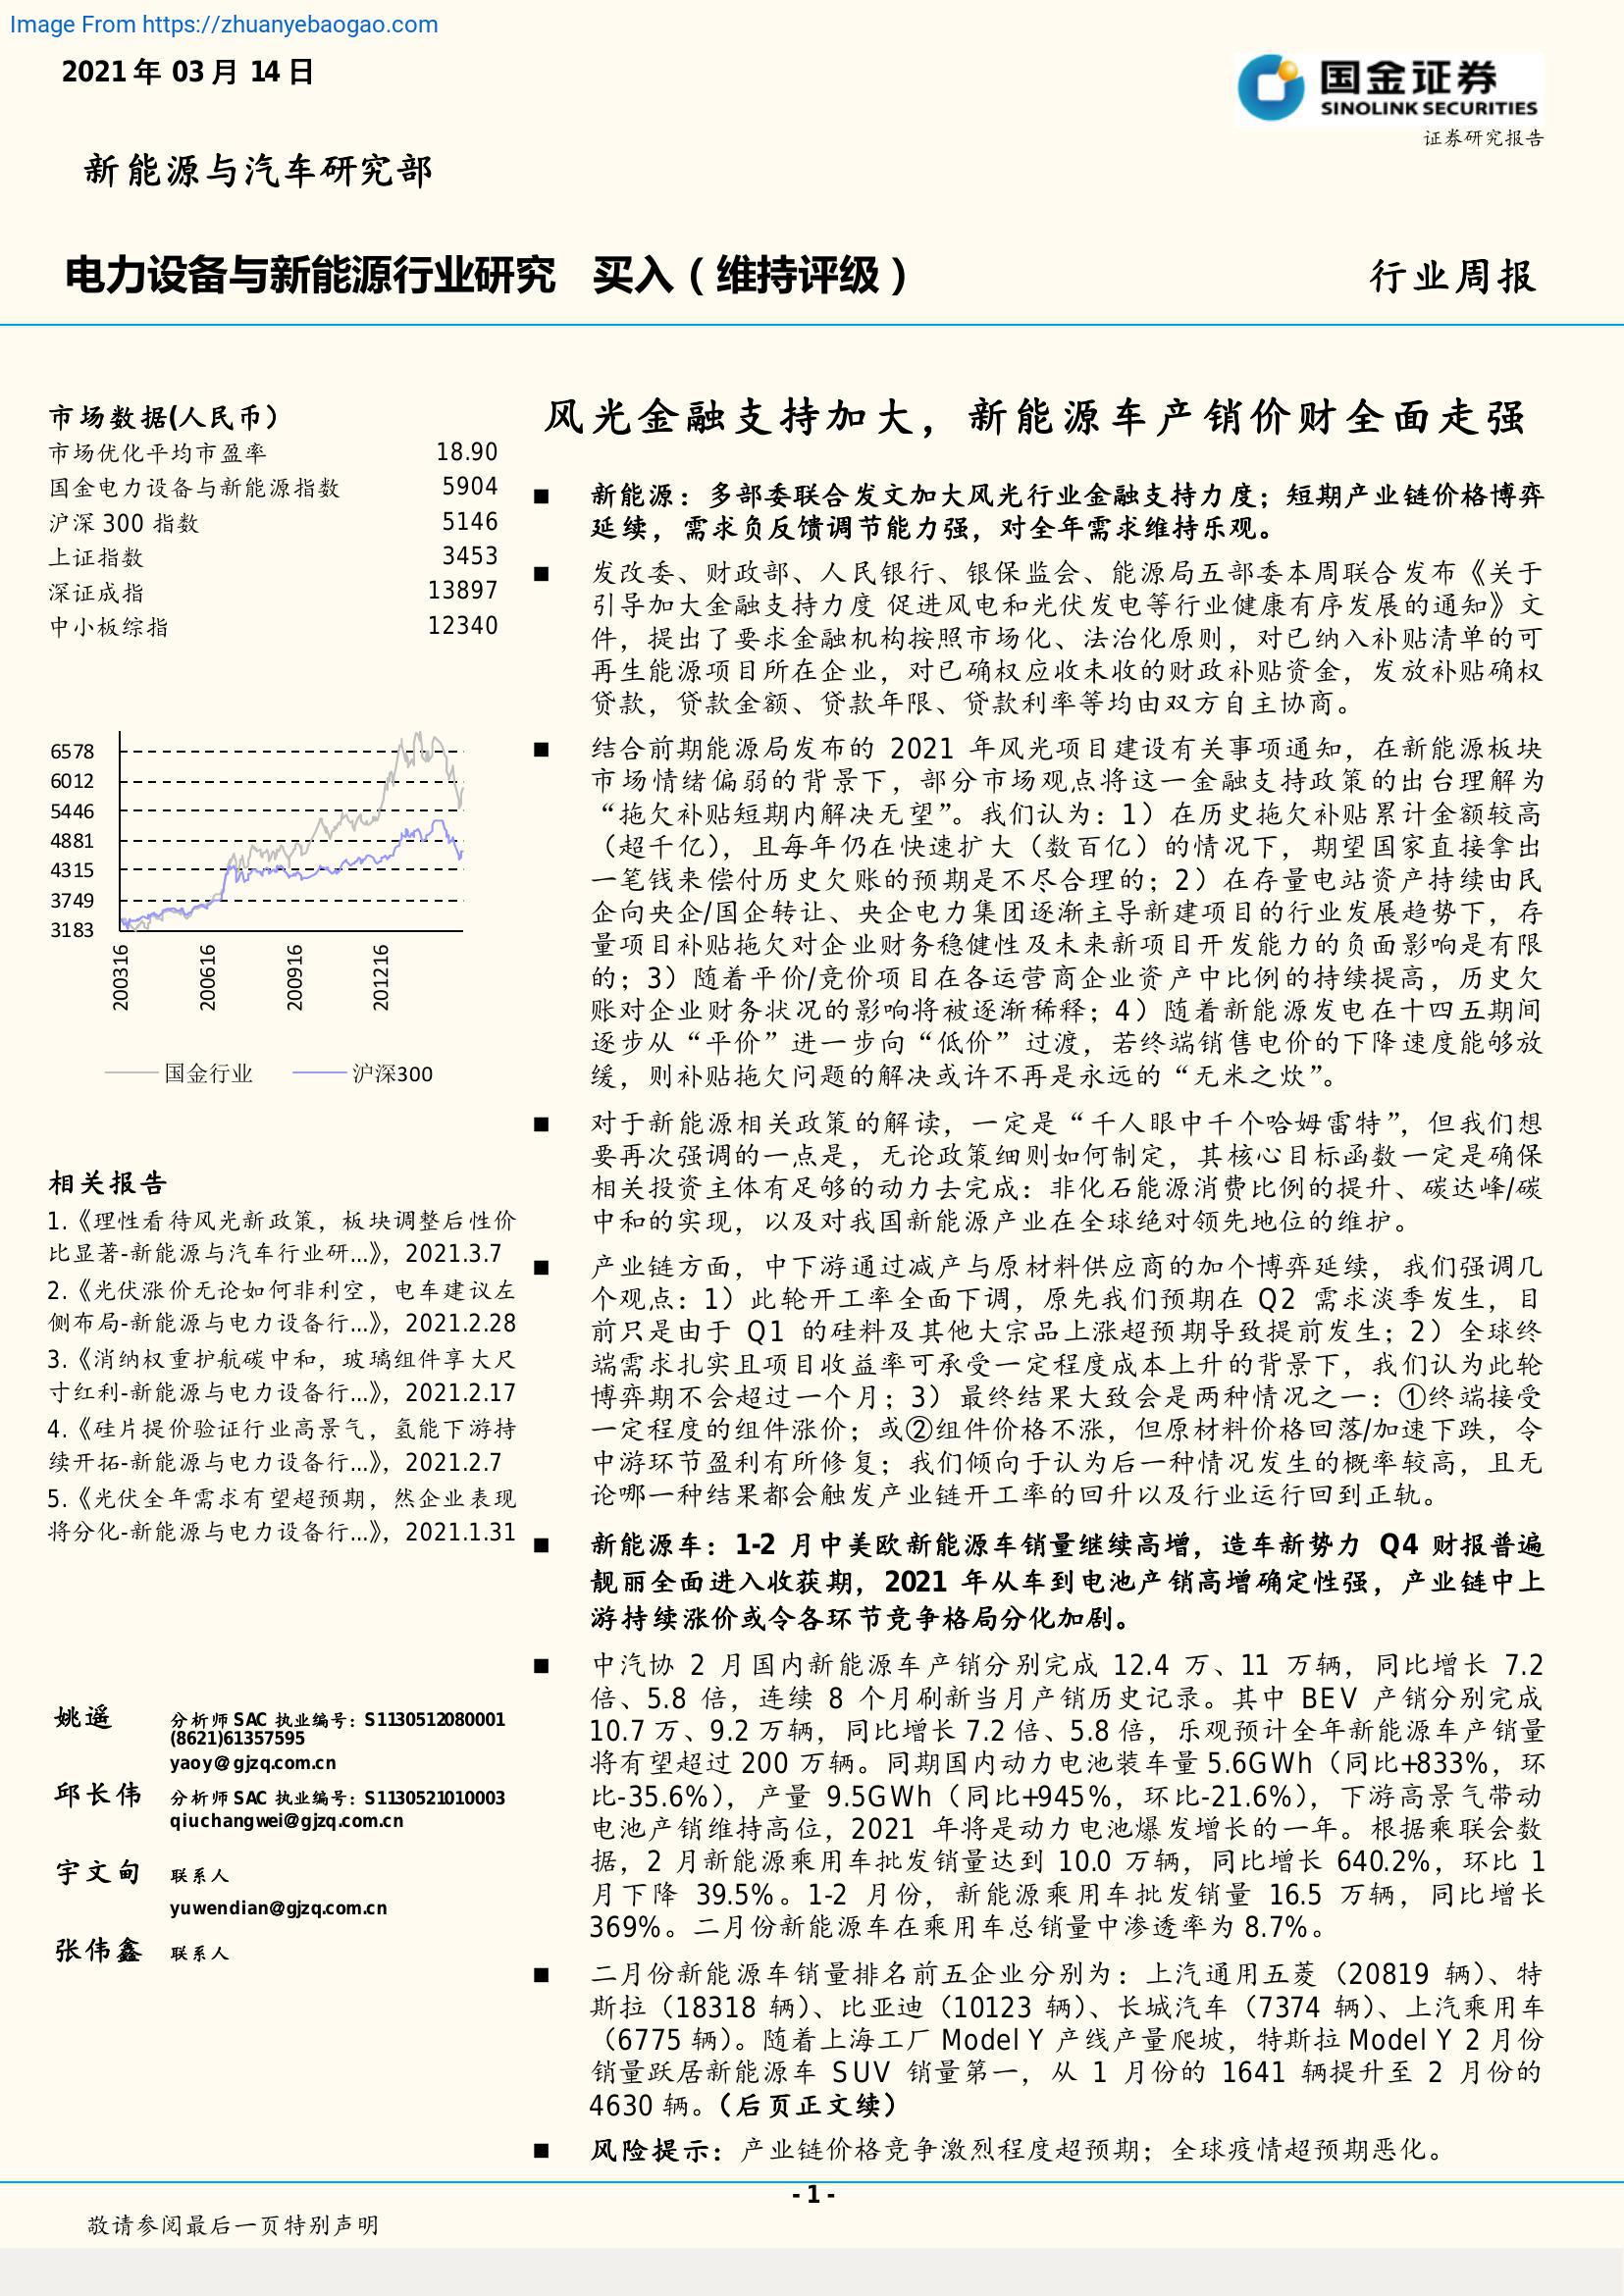 Image From https://zhuanyebaogao.com
2021 年 03 月 14 日
国金证券
SINOLINK SECURITIES
证券研究报告
新能源与汽车研究部
电力设备与新能源行业研究 买入（维持评级）
行业周报
市场数据(人民币）
市场优化平均市盈率 18.90
国金电力设备与新能源指数 5904
沪深 300 指数 5146
上证指数 3453
深证成指 13897
中小板综指 12340
6578
6012
5446
4881
4315
3749
3183
200316
200616
200916
201216
国金行业 沪深300
相关报告
1.《理性看待风光新政策，板块调整后性价
比显著-新能源与汽车行业研...》，2021.3.7
2.《光伏涨价无论如何非利空，电车建议左
侧布局-新能源与电力设备行...》，2021.2.28
3.《消纳权重护航碳中和，玻璃组件享大尺
寸红利-新能源与电力设备行...》，2021.2.17
4.《硅片提价验证行业高景气，氢能下游持
续开拓-新能源与电力设备行...》，2021.2.7
5.《光伏全年需求有望超预期，然企业表现
将分化-新能源与电力设备行...》，2021.1.31
姚遥 分析师 SAC 执业编号：S1130512080001
(8621)61357595
yaoy@gjzq.com.cn
邱长伟 分析师 SAC 执业编号：S1130521010003
qiuchangwei@gjzq.com.cn
宇文甸 联系人
yuwendian@gjzq.com.cn
张伟鑫 联系人
风光金融支持加大，新能源车产销价财全面走强
■ 新能源：多部委联合发文加大风光行业金融支持力度；短期产业链价格博弈
延续，需求负反馈调节能力强，对全年需求维持乐观。
■ 发改委、财政部、人民银行、银保监会、能源局五部委本周联合发布《关于
引导加大金融支持力度 促进风电和光伏发电等行业健康有序发展的通知》文
件，提出了要求金融机构按照市场化、法治化原则，对已纳入补贴清单的可
再生能源项目所在企业，对已确权应收未收的财政补贴资金，发放补贴确权
贷款，贷款金额、贷款年限、贷款利率等均由双方自主协商。
■ 结合前期能源局发布的 2021 年风光项目建设有关事项通知，在新能源板块
市场情绪偏弱的背景下，部分市场观点将这一金融支持政策的出台理解为
“拖欠补贴短期内解决无望”。我们认为：1）在历史拖欠补贴累计金额较高
（超千亿），且每年仍在快速扩大（数百亿）的情况下，期望国家直接拿出
一笔钱来偿付历史欠账的预期是不尽合理的；2）在存量电站资产持续由民
企向央企/国企转让、央企电力集团逐渐主导新建项目的行业发展趋势下，存
量项目补贴拖欠对企业财务稳健性及未来新项目开发能力的负面影响是有限
的；3）随着平价/竞价项目在各运营商企业资产中比例的持续提高，历史欠
账对企业财务状况的影响将被逐渐稀释；4）随着新能源发电在十四五期间
逐步从“平价”进一步向“低价”过渡，若终端销售电价的下降速度能够放
缓，则补贴拖欠问题的解决或许不再是永远的“无米之炊”。
■ 对于新能源相关政策的解读，一定是“千人眼中千个哈姆雷特”，但我们想
要再次强调的一点是，无论政策细则如何制定，其核心目标函数一定是确保
相关投资主体有足够的动力去完成：非化石能源消费比例的提升、碳达峰/碳
中和的实现，以及对我国新能源产业在全球绝对领先地位的维护。
■ 产业链方面，中下游通过减产与原材料供应商的加个博弈延续，我们强调几
个观点：1）此轮开工率全面下调，原先我们预期在 Q2 需求淡季发生，目
前只是由于 Q1 的硅料及其他大宗品上涨超预期导致提前发生；2）全球终
端需求扎实且项目收益率可承受一定程度成本上升的背景下，我们认为此轮
博弈期不会超过一个月；3）最终结果大致会是两种情况之一：①终端接受
一定程度的组件涨价；或②组件价格不涨，但原材料价格回落/加速下跌，令
中游环节盈利有所修复；我们倾向于认为后一种情况发生的概率较高，且无
论哪一种结果都会触发产业链开工率的回升以及行业运行回到正轨。
■ 新能源车：1-2 月中美欧新能源车销量继续高增，造车新势力 Q4 财报普遍
靓丽全面进入收获期，2021 年从车到电池产销高增确定性强，产业链中上
游持续涨价或令各环节竞争格局分化加剧。
■ 中汽协 2 月国内新能源车产销分别完成 12.4 万、11 万辆，同比增长 7.2
倍、5.8 倍，连续 8 个月刷新当月产销历史记录。其中 BEV 产销分别完成
10.7 万、9.2 万辆，同比增长 7.2 倍、5.8 倍，乐观预计全年新能源车产销量
将有望超过 200 万辆。同期国内动力电池装车量 5.6GWh（同比+833%，环
比-35.6%），产量 9.5GWh（同比+945%，环比-21.6%），下游高景气带动
电池产销维持高位，2021 年将是动力电池爆发增长的一年。根据乘联会数
据，2 月新能源乘用车批发销量达到 10.0 万辆，同比增长 640.2%，环比 1
月下降 39.5%。1-2 月份，新能源乘用车批发销量 16.5 万辆，同比增长
369%。二月份新能源车在乘用车总销量中渗透率为 8.7%。
■ 二月份新能源车销量排名前五企业分别为：上汽通用五菱（20819 辆）、特
斯拉（18318 辆）、比亚迪（10123 辆）、长城汽车（7374 辆）、上汽乘用车
（6775 辆）。随着上海工厂 Model Y 产线产量爬坡，特斯拉 Model Y 2 月份
销量跃居新能源车 SUV 销量第一，从 1 月份的 1641 辆提升至 2 月份的
4630 辆。（后页正文续）
■ 风险提示：产业链价格竞争激烈程度超预期；全球疫情超预期恶化。
- 1 -
敬请参阅最后一页特别声明